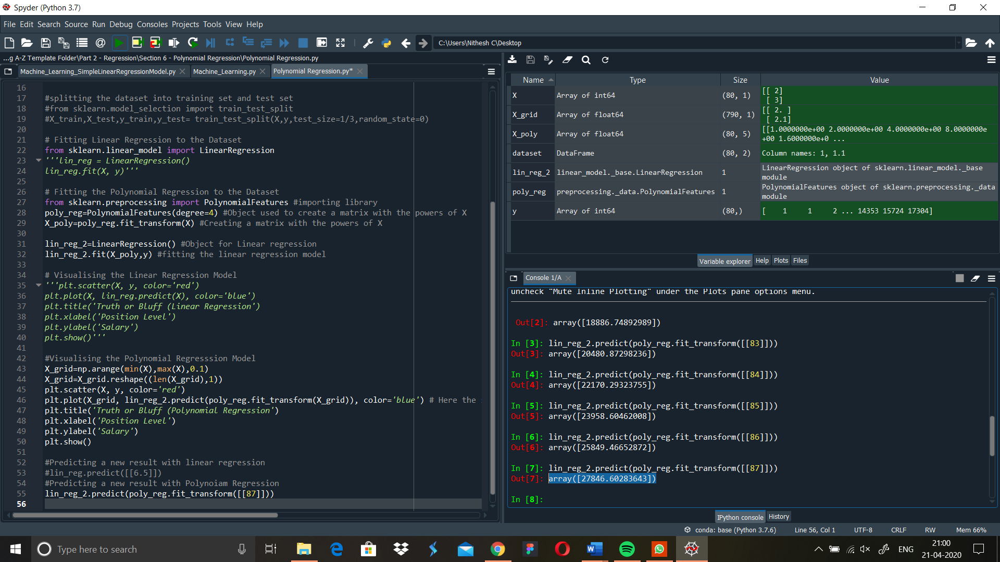 Spyder (Python 3.7)
File Edit Search Source Run Debug Consoles Projects Tools View Help
C:\Users\Nithesh C\Desktop
...g A-Z Template Folder\Part 2 - Regression\Section 6 - Polynomial Regression\Polynomial Regression.py
Machine_Learning_SimpleLinearRegressionModel.py Machine_Learning.py Polynomial Regression.py*
16
17 #splitting the dataset into training set and test set
18 #from sklearn.model_selection import train_test_split
19 #X_train,X_test,y_train,y_test= train_test_split(X,y,test_size=1/3,random_state=0)
20
21 # Fitting Linear Regression to the Dataset
22 from sklearn.linear_model import LinearRegression
23 '''lin_reg = LinearRegression()
24 lin_reg.fit(X, y)'''
25
26 # Fitting the Polynomial Regression to the Dataset
27 from sklearn.preprocessing import PolynomialFeatures #importing library
28 poly_reg=PolynomialFeatures(degree=4) #Object used to create a matrix with the powers of X
29 X_poly=poly_reg.fit_transform(X) #Creating a matrix with the powers of X
30
31 lin_reg_2=LinearRegression() #Object for Linear regression
32 lin_reg_2.fit(X_poly,y) #fitting the linear regression model
33
34 # Visualising the Linear Regression Model
35 '''plt.scatter(X, y, color='red')
36 plt.plot(X, lin_reg.predict(X), color='blue')
37 plt.title('Truth or Bluff (Linear Regression')
38 plt.xlabel('Position Level')
39 plt.ylabel('Salary')
40 plt.show()'''
41
42 #Visualising the Polynomial Regresssion Model
43 X_grid=np.arange(min(X),max(X),0.1)
44 X_grid=X_grid.reshape((len(X_grid),1))
45 plt.scatter(X, y, color='red')
46 plt.plot(X_grid, lin_reg_2.predict(poly_reg.fit_transform(X_grid)), color='blue') # Here the
47 plt.title('Truth or Bluff (Polynomial Regression')
48 plt.xlabel('Position Level')
49 plt.ylabel('Salary')
50 plt.show()
51
52 #Predicting a new result with linear regression
53 #lin_reg.predict([[6.5]])
54 #Predicting a new result with Polynoiam Regression
55 lin_reg_2.predict(poly_reg.fit_transform([[87]]))
56
Name Type Size Value
X Array of int64 (80, 1) [[ 2]
[ 3]
X_grid Array of float64 (790, 1) [[ 2. ]
[ 2.1]
X_poly Array of float64 (80, 5) [[1.0000000e+00 2.0000000e+00 4.0000000e+00 8.0000000e
+00 1.6000000e+0 ...
dataset DataFrame (80, 2) Column names: 1, 1.1
lin_reg_2 linear_model._base.LinearRegression 1 LinearRegression object of sklearn.linear_model._base
module
poly_reg preprocessing._data.PolynomialFeatures 1 PolynomialFeatures object of sklearn.preprocessing._data
module
y Array of int64 (80,) [ 1 1 2 ... 14353 15724 17304]
Variable explorer Help Plots Files
Console 1/A
uncheck "Mute Inline Plotting" under the Plots pane options menu.
Out[2]: array([18886.74892989])
In [3]: lin_reg_2.predict(poly_reg.fit_transform([[83]]))
Out[3]: array([20480.87298236])
In [4]: lin_reg_2.predict(poly_reg.fit_transform([[84]]))
Out[4]: array([22170.29323755])
In [5]: lin_reg_2.predict(poly_reg.fit_transform([[85]]))
Out[5]: array([23958.60462008])
In [6]: lin_reg_2.predict(poly_reg.fit_transform([[86]]))
Out[6]: array([25849.46652872])
In [7]: lin_reg_2.predict(poly_reg.fit_transform([[87]]))
Out[7]: array([27846.60283643])
In [8]:
IPython console History
conda: base (Python 3.7.6) Line 56, Col 1 UTF-8 CRLF RW Mem 66%
Type here to search
ENG
21:00
21-04-2020